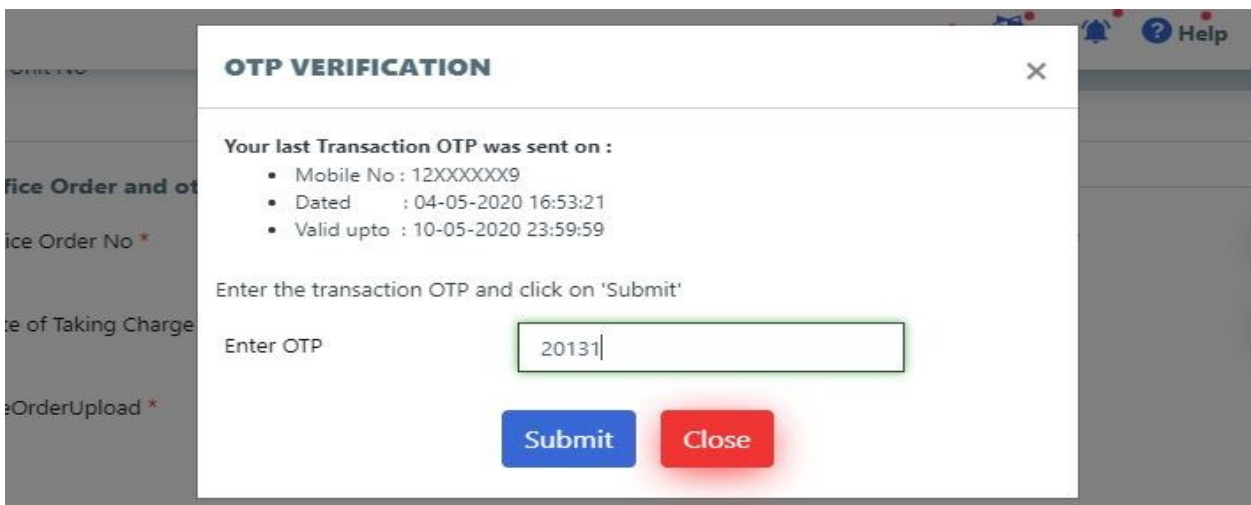 Help
OTP VERIFICATION
×
Your last Transaction OTP was sent on :
• Mobile No : 12XXXXXX9
• Dated : 04-05-2020 16:53:21
• Valid upto : 10-05-2020 23:59:59
fice Order and ot
ice Order No *
Enter the transaction OTP and click on 'Submit'
e of Taking Charge
Enter OTP
20131
eOrderUpload *
Submit Close